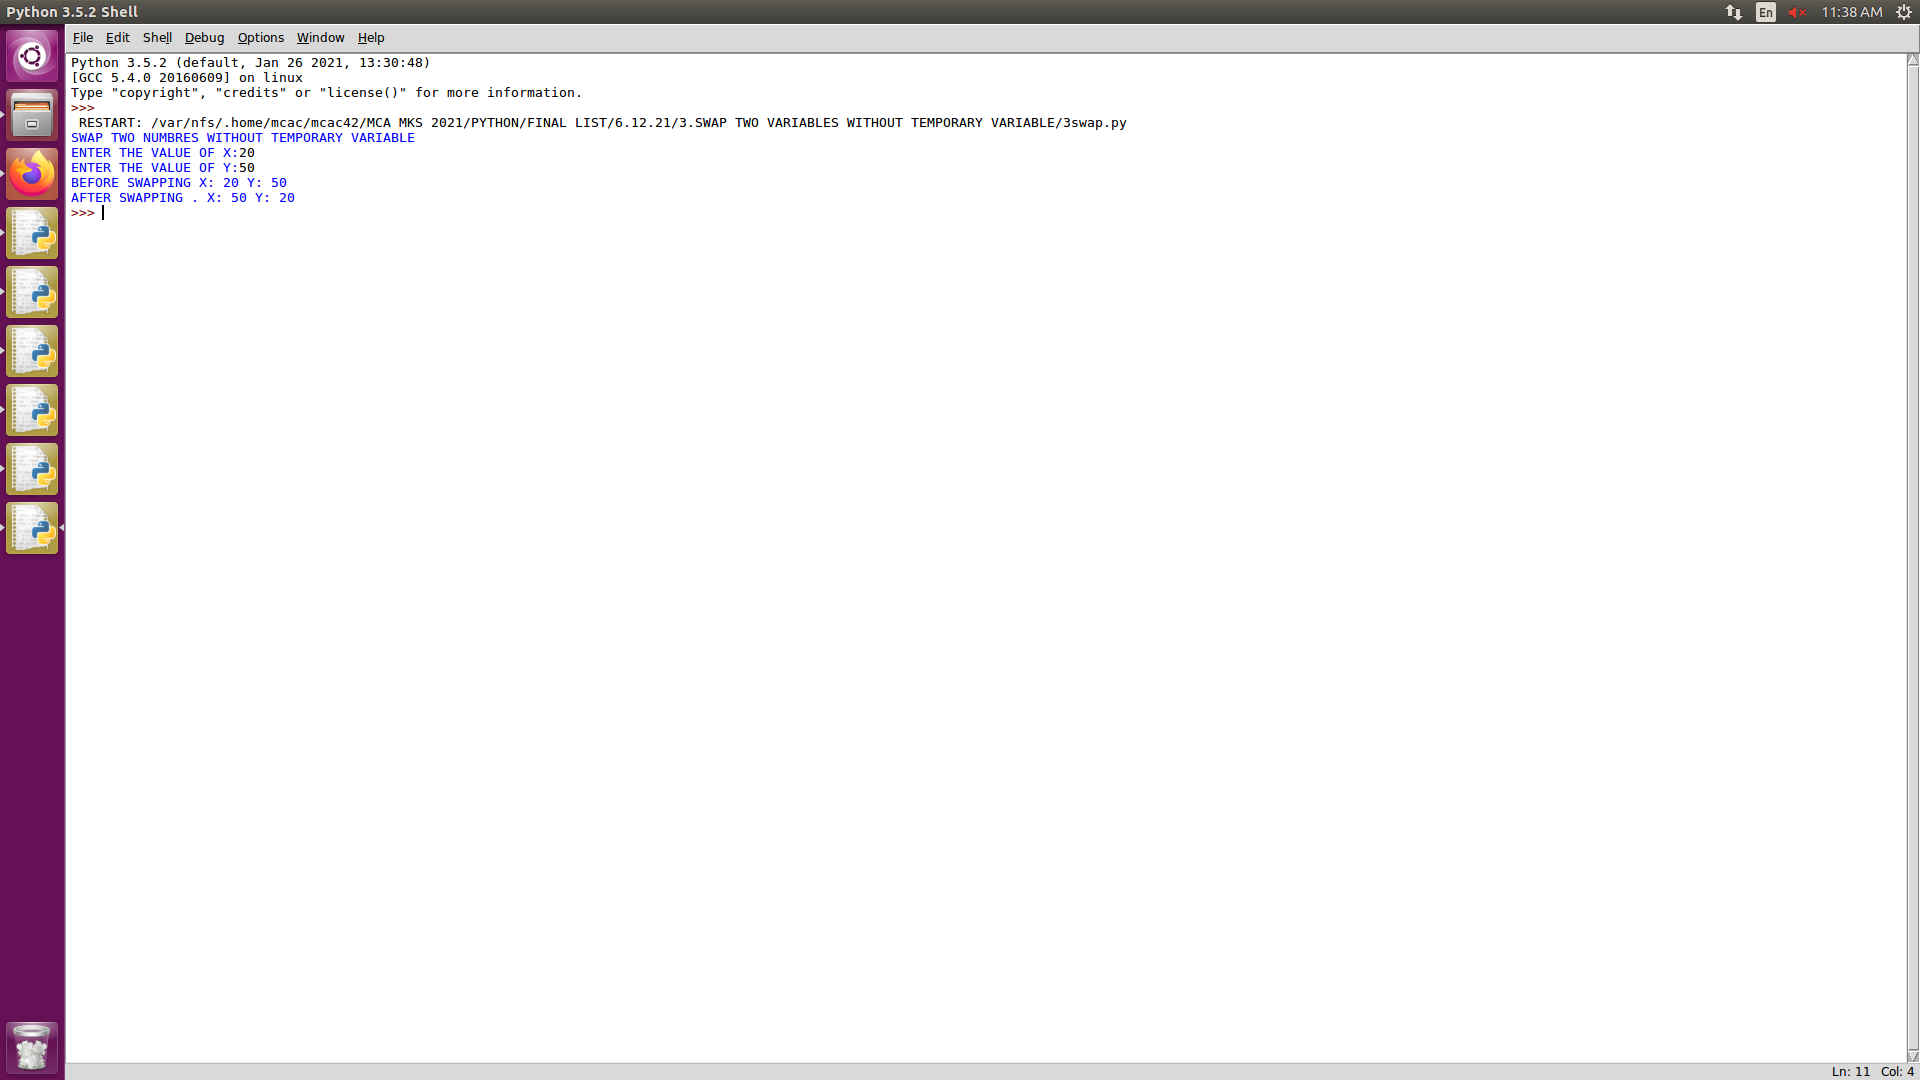 Python 3.5.2 Shell
En
11:38 AM
File Edit Shell Debug Options Window Help
Python 3.5.2 (default, Jan 26 2021, 13:30:48)
[GCC 5.4.0 20160609] on linux
Type "copyright", "credits" or "license()" for more information.
>>>
RESTART: /var/nfs/.home/mcac/mcac42/MCA MKS 2021/PYTHON/FINAL LIST/6.12.21/3.SWAP TWO VARIABLES WITHOUT TEMPORARY VARIABLE/3swap.py
SWAP TWO NUMBRES WITHOUT TEMPORARY VARIABLE
ENTER THE VALUE OF X:20
ENTER THE VALUE OF Y:50
BEFORE SWAPPING X: 20 Y: 50
AFTER SWAPPING . X: 50 Y: 20
>>>
Ln: 11 Col: 4